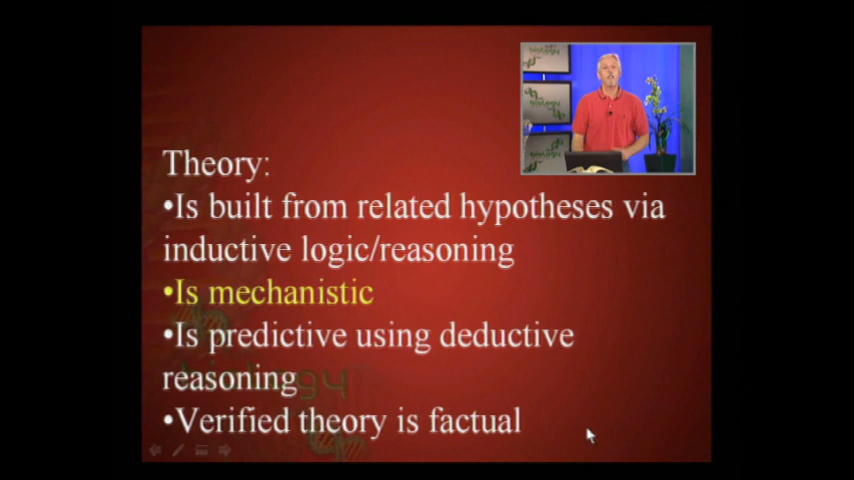 Theory:
•Is built from related hypotheses via
inductive logic/reasoning
•Is mechanistic
•Is predictive using deductive
reasoning
•Verified theory is factual